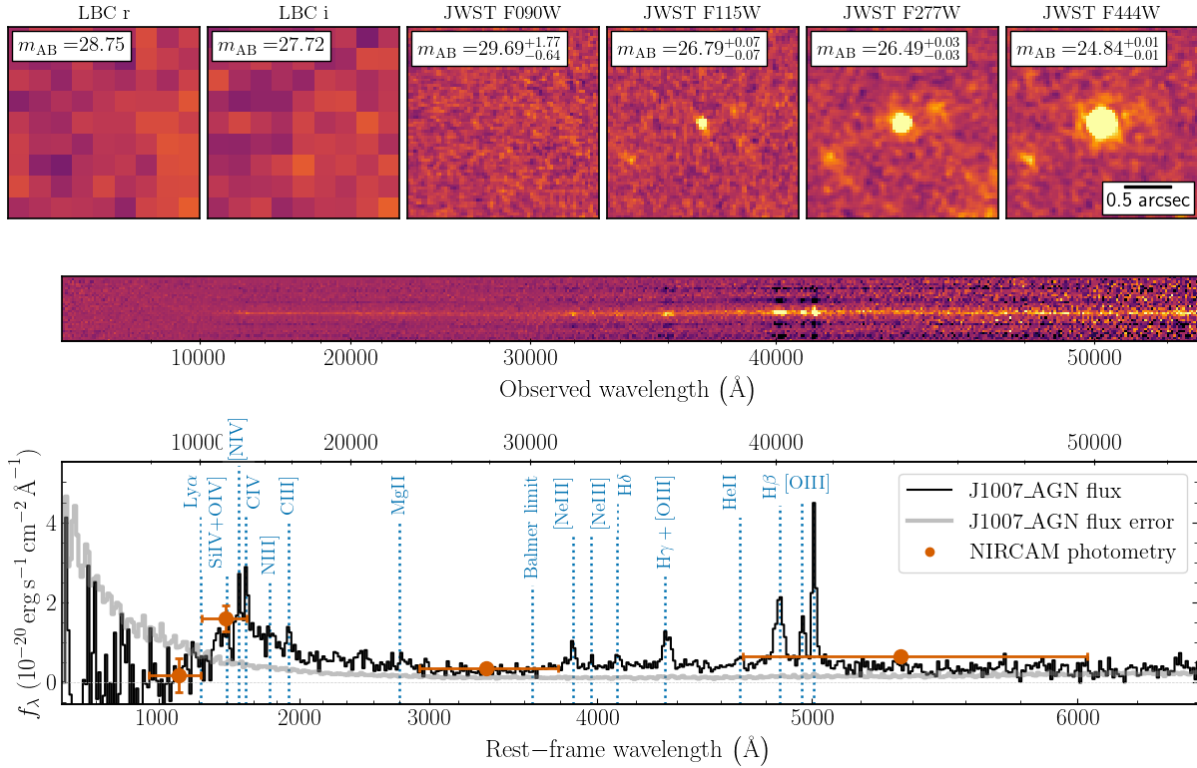 LBC r
LBC i
JWST F090W
JWST F115W
JWST F277W
JWST F444W
m_AB =28.75
m_AB =27.72
m_AB =29.69^{+1.77}_{-0.64}
m_AB =26.79^{+0.07}_{-0.07}
m_AB =26.49^{+0.03}_{-0.03}
m_AB =24.84^{+0.01}_{-0.01}
0.5 arcsec
10000 20000 30000 40000 50000
Observed wavelength (Å)
10000 20000 30000 40000 50000
Lyα
SiIV+OIV]
[NIV]
CIV
NIII]
CIII]
MgII
Balmer limit
[NeIII]
[NeIII]
Hδ
Hγ + [OIII]
HeII
Hβ
[OIII]
J1007_AGN flux
J1007_AGN flux error
NIRCAM photometry
f_λ (10^{−20} erg s^{−1} cm^{−2} Å^{−1})
4
2
0
1000 2000 3000 4000 5000 6000
Rest−frame wavelength (Å)